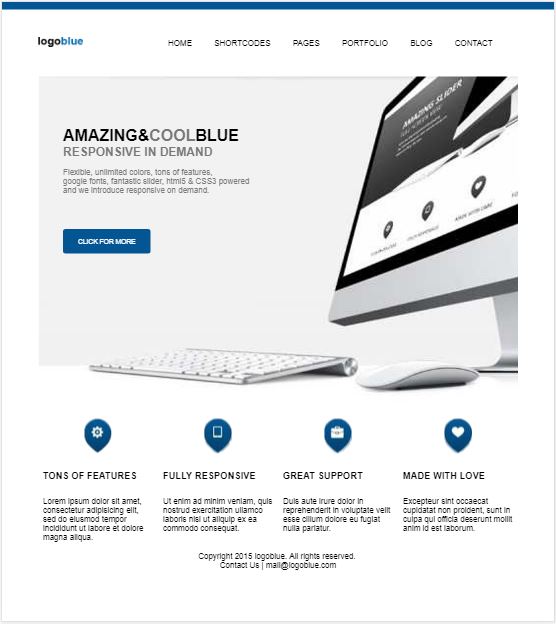 logoblue
HOME SHORTCODES PAGES PORTFOLIO BLOG CONTACT
AMAZING&COOLBLUE
RESPONSIVE IN DEMAND
Flexible, unlimited colors, tons of features,
google fonts, fantastic slider, html5 & CSS3 powered
and we introduce responsive on demand.
CLICK FOR MORE
AMAZING SLIDER
FULL SCREEN HERE
MADE WITH CARE
TONS OF FEATURES
Lorem ipsum dolor sit amet,
consectetur adipisicing elit,
sed do eiusmod tempor
incididunt ut labore et dolore
magna aliqua.
FULLY RESPONSIVE
Ut enim ad minim veniam, quis
nostrud exercitation ullamco
laboris nisi ut aliquip ex ea
commodo consequat.
GREAT SUPPORT
Duis aute irure dolor in
reprehenderit in voluptate velit
esse cillum dolore eu fugiat
nulla pariatur.
MADE WITH LOVE
Excepteur sint occaecat
cupidatat non proident, sunt in
culpa qui officia deserunt mollit
anim id est laborum.
Copyright 2015 logoblue. All rights reserved.
Contact Us | mail@logoblue.com